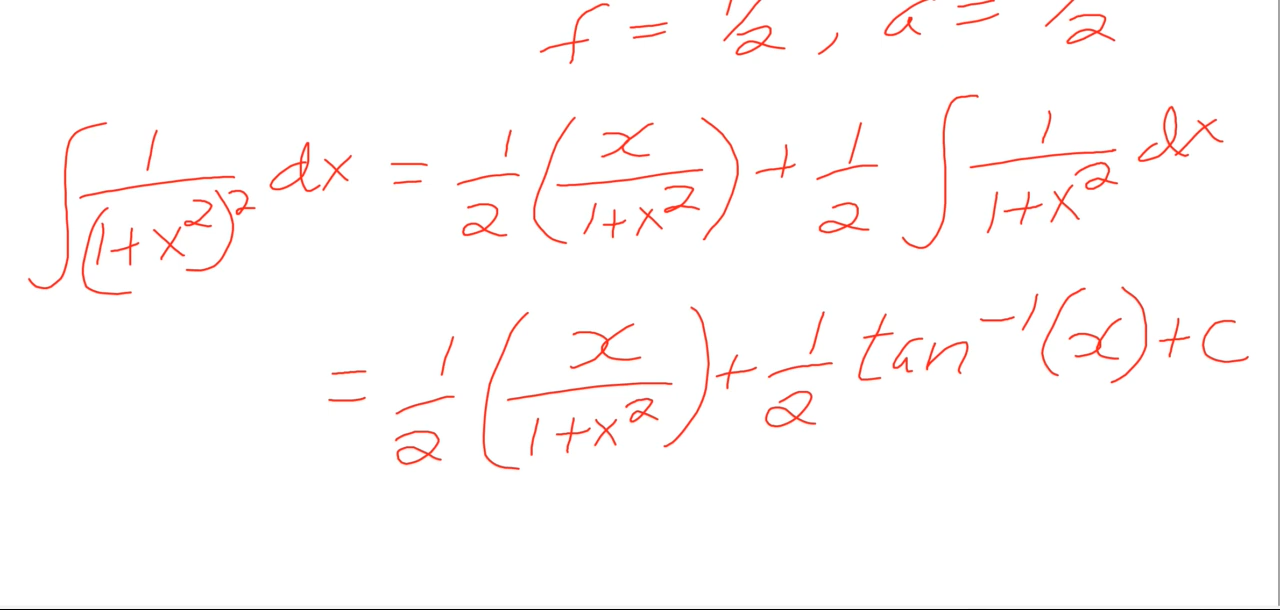 f = 1/2 , a = 1/2
∫ 1/(1+x²)² dx = 1/2 (x/(1+x²)) + 1/2 ∫ 1/(1+x²) dx
= 1/2 (x/(1+x²)) + 1/2 tan⁻¹(x) + C